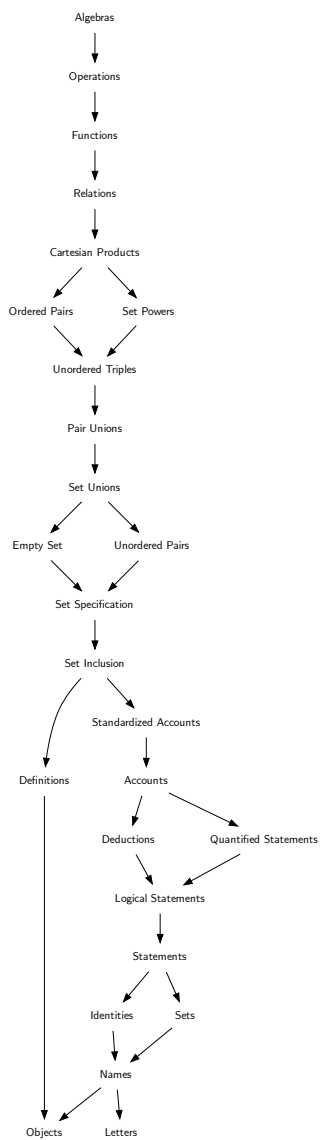 Algebras
Operations
Functions
Relations
Cartesian Products
Ordered Pairs
Set Powers
Unordered Triples
Pair Unions
Set Unions
Empty Set
Unordered Pairs
Set Specification
Set Inclusion
Standardized Accounts
Definitions
Accounts
Deductions
Quantified Statements
Logical Statements
Statements
Identities
Sets
Names
Objects
Letters